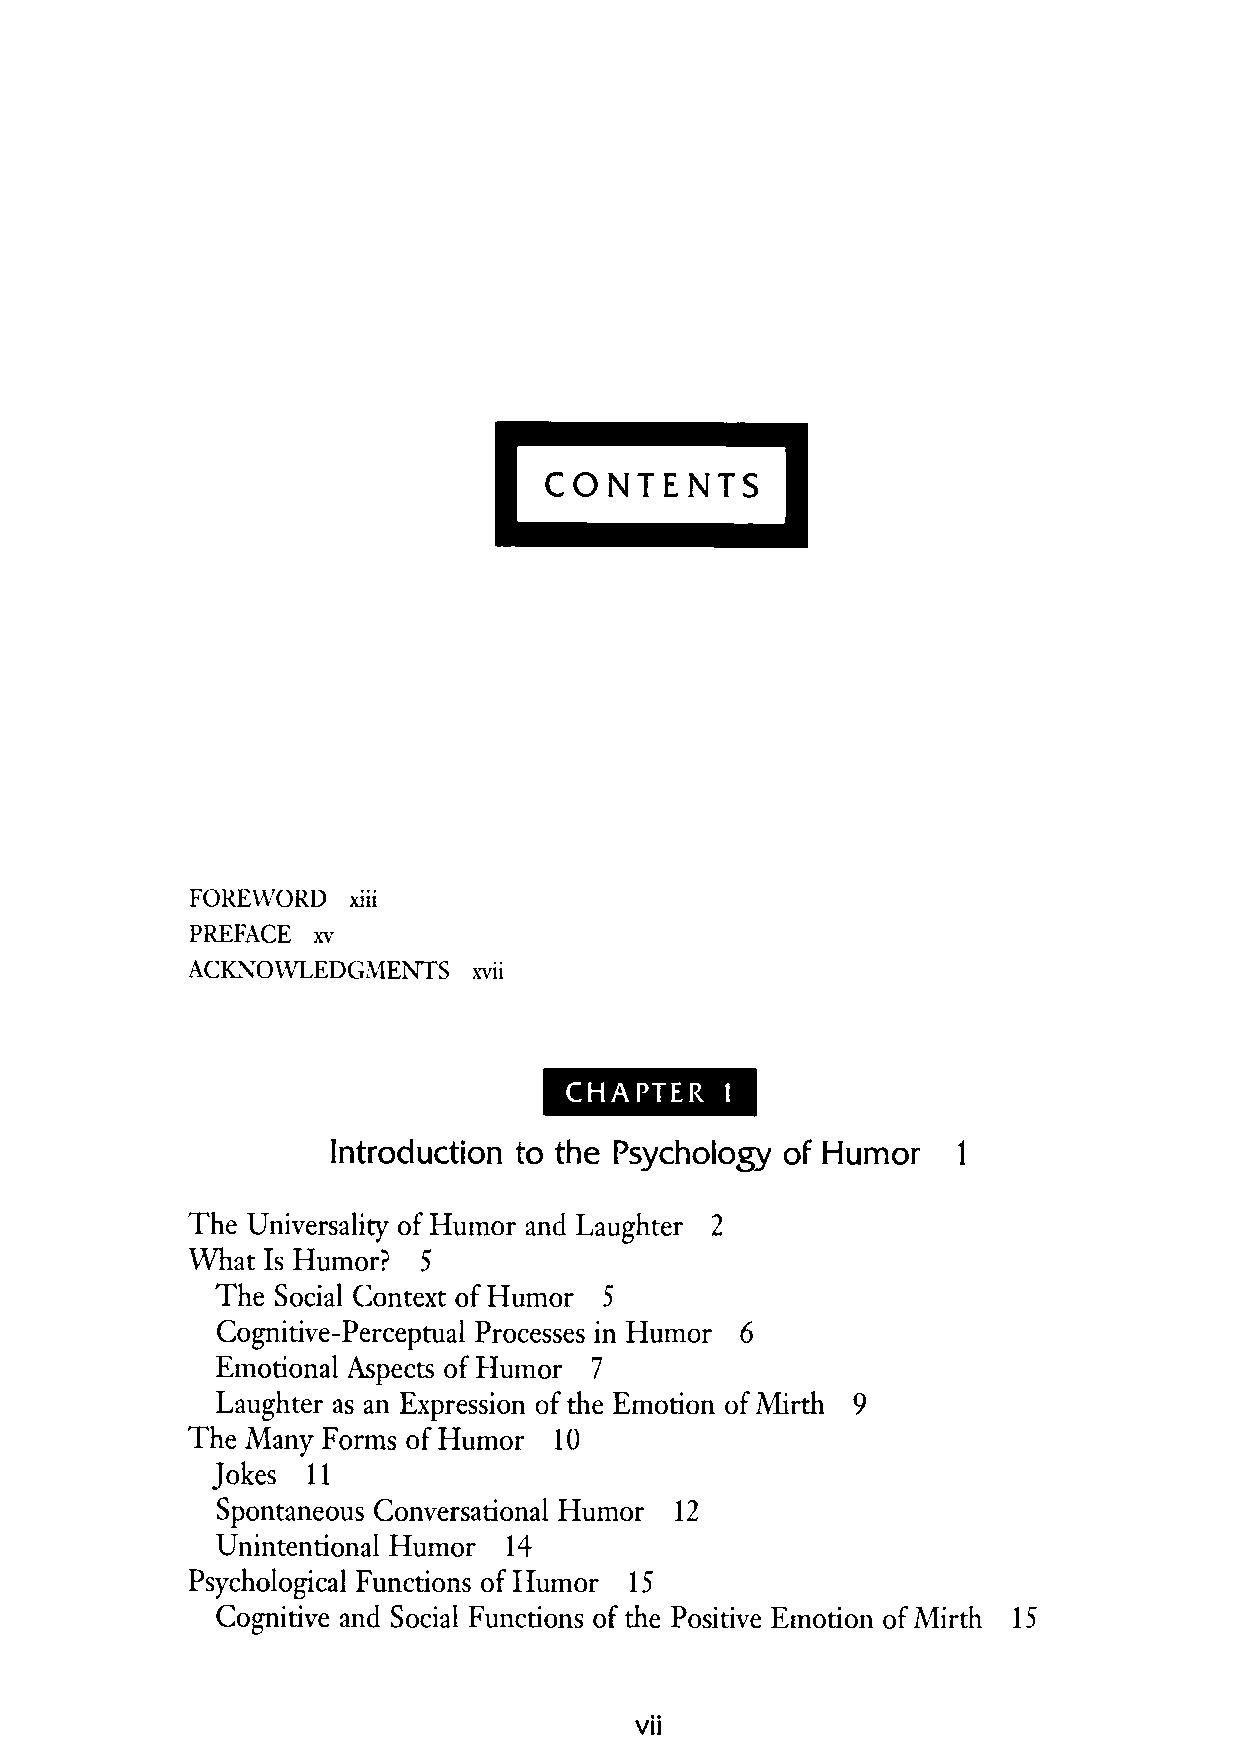 CONTENTS
FOREWORD xiii
PREFACE xv
ACKNOWLEDGMENTS xvii
CHAPTER 1
Introduction to the Psychology of Humor 1
The Universality of Humor and Laughter 2
What Is Humor? 5
The Social Context of Humor 5
Cognitive-Perceptual Processes in Humor 6
Emotional Aspects of Humor 7
Laughter as an Expression of the Emotion of Mirth 9
The Many Forms of Humor 10
Jokes 11
Spontaneous Conversational Humor 12
Unintentional Humor 14
Psychological Functions of Humor 15
Cognitive and Social Functions of the Positive Emotion of Mirth 15
vii